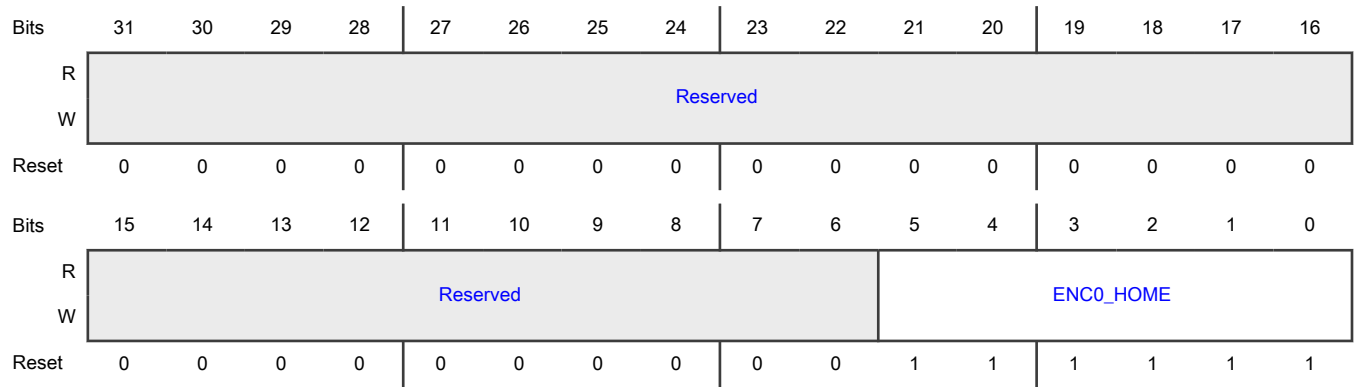 Bits 31 30 29 28 27 26 25 24 23 22 21 20 19 18 17 16
R
Reserved
W
Reset 0 0 0 0 0 0 0 0 0 0 0 0 0 0 0 0
Bits 15 14 13 12 11 10 9 8 7 6 5 4 3 2 1 0
R
Reserved ENC0_HOME
W
Reset 0 0 0 0 0 0 0 0 0 0 1 1 1 1 1 1